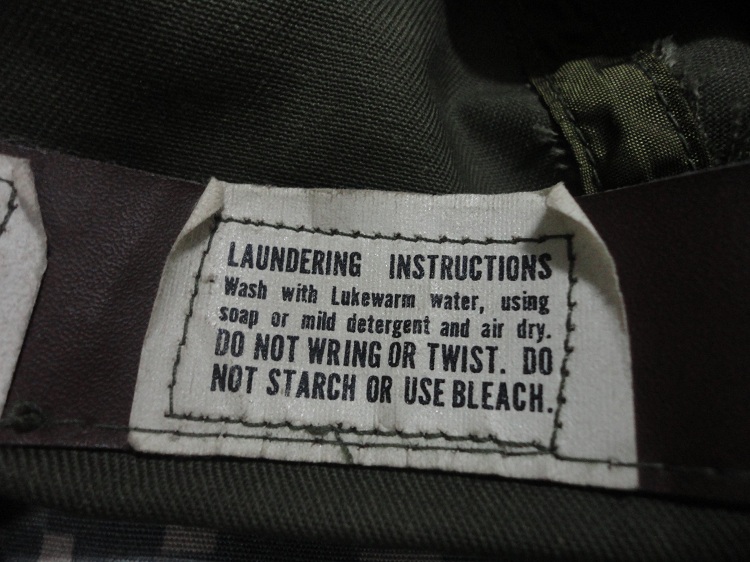 LAUNDERING INSTRUCTIONS
Wash with Lukewarm water, using
soap or mild detergent and air dry.
DO NOT WRING OR TWIST. DO
NOT STARCH OR USE BLEACH.